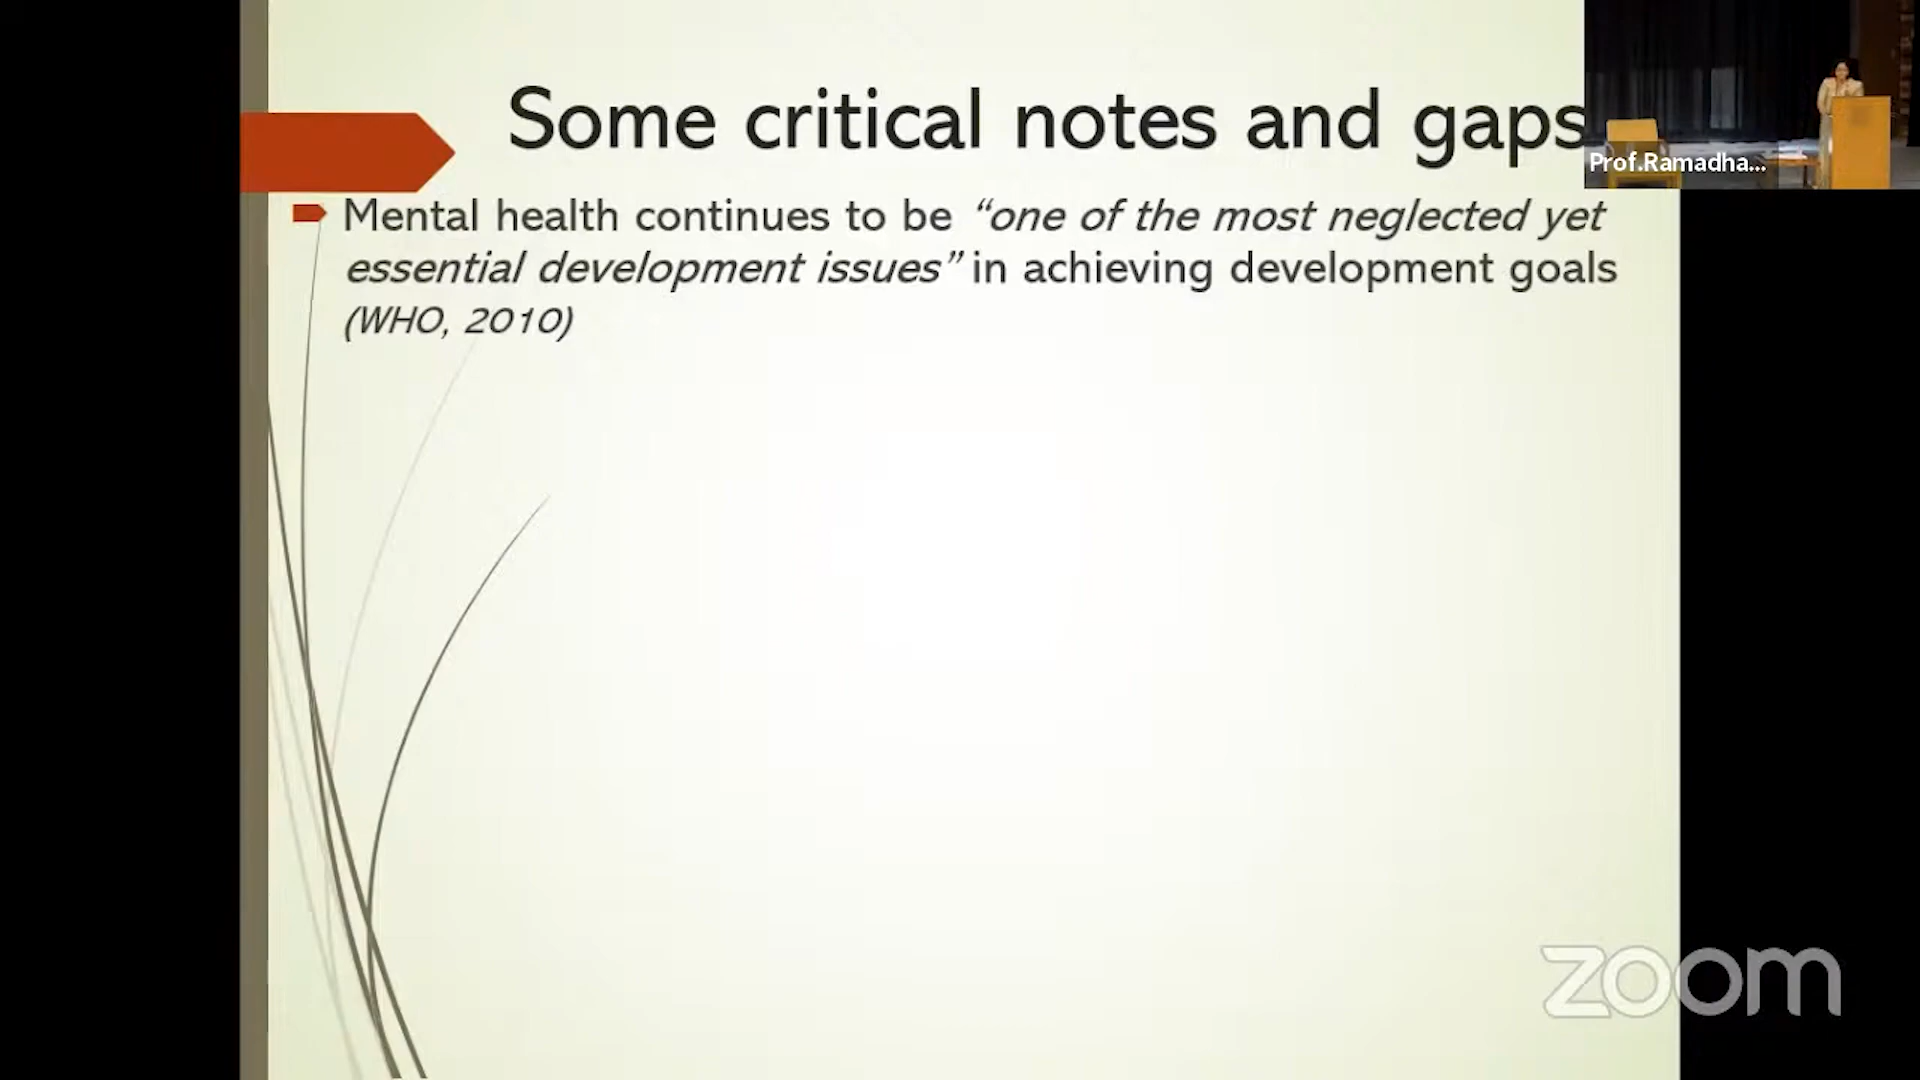 Some critical notes and gaps
Prof.Ramadha...
Mental health continues to be “one of the most neglected yet
essential development issues” in achieving development goals
(WHO, 2010)
zoom